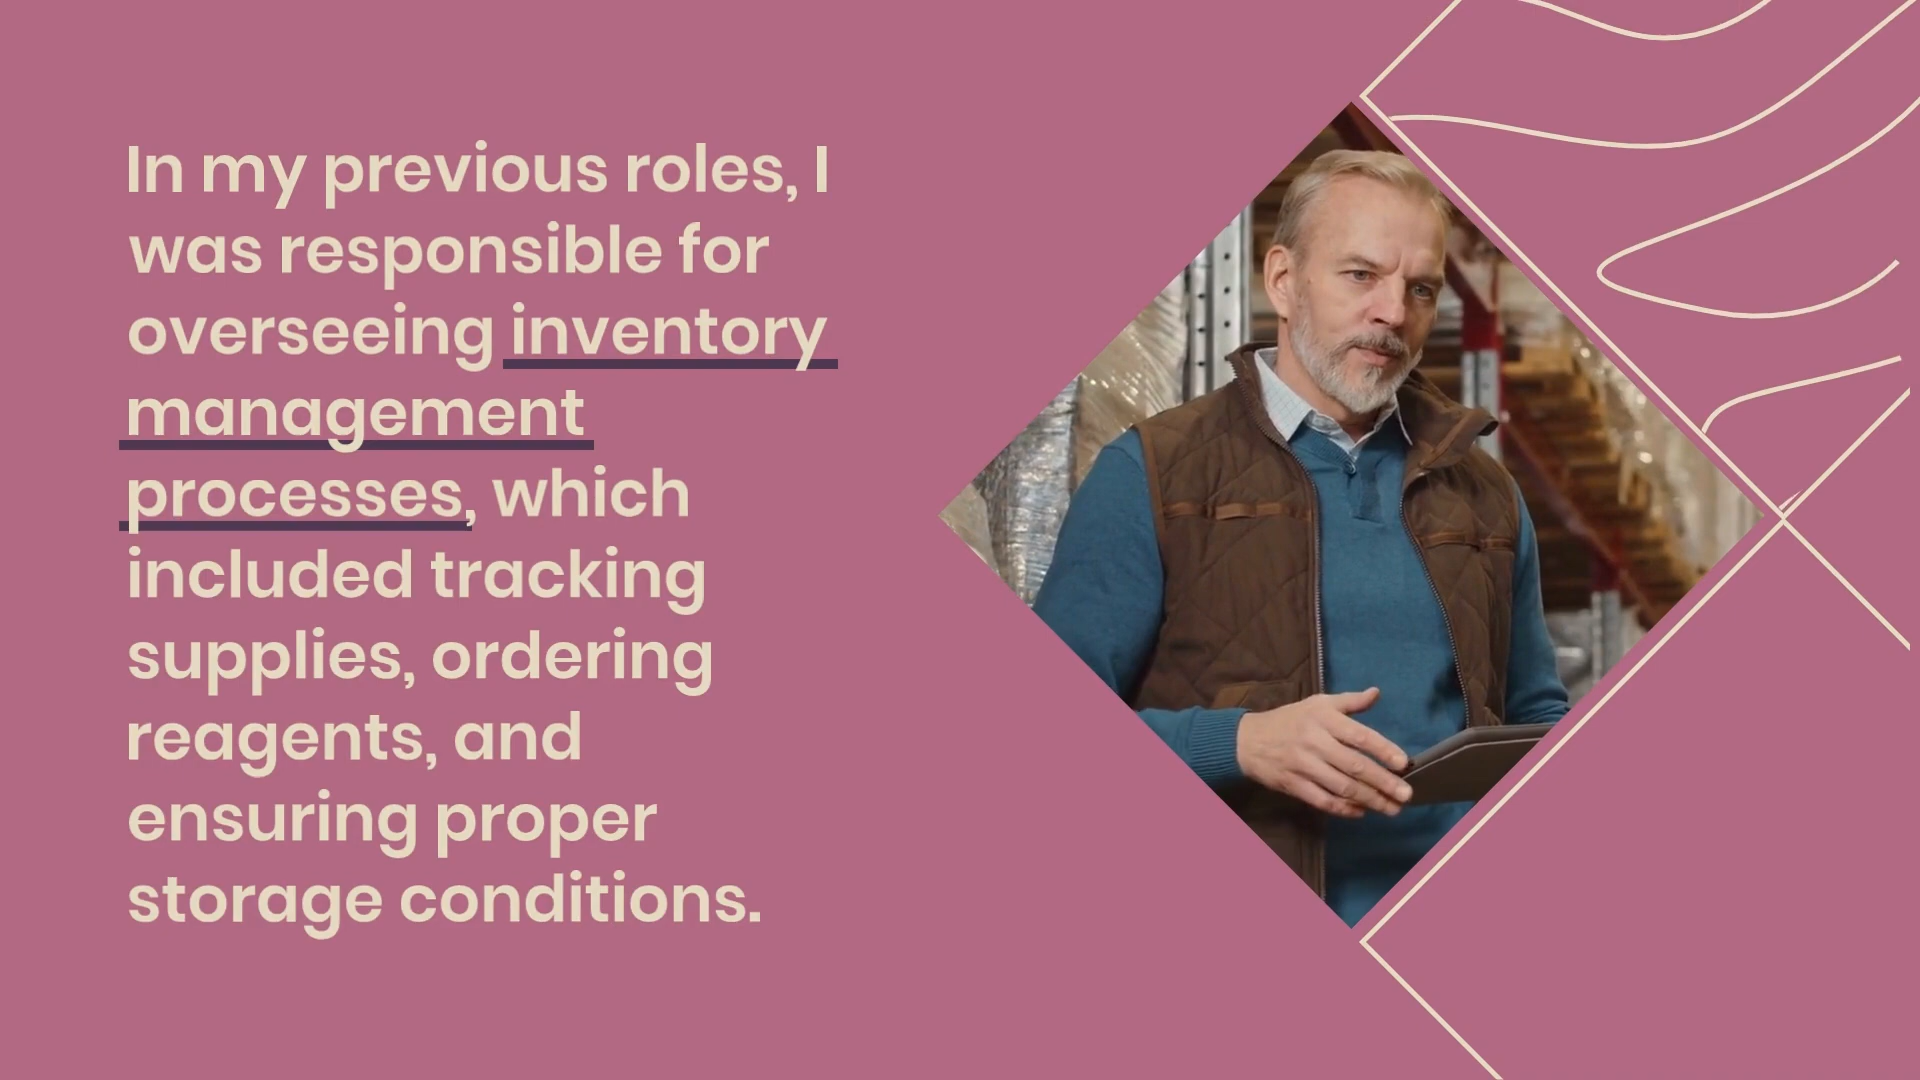 In my previous roles, I
was responsible for
overseeing inventory
management
processes, which
included tracking
supplies, ordering
reagents, and
ensuring proper
storage conditions.